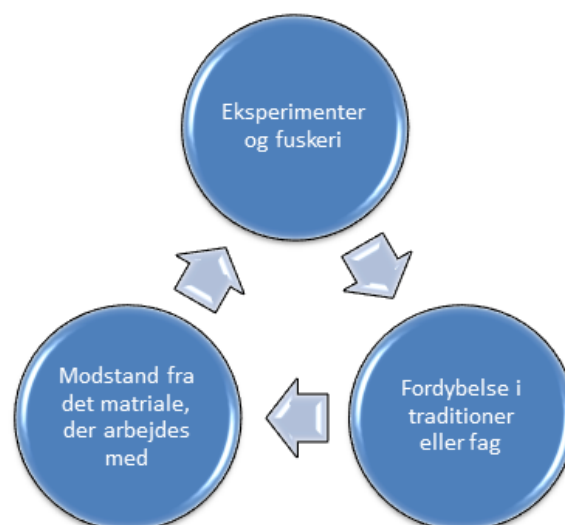 Eksperimenter
og fuskeri
Modstand fra
det matriale,
der arbejdes
med
Fordybelse i
traditioner
eller fag